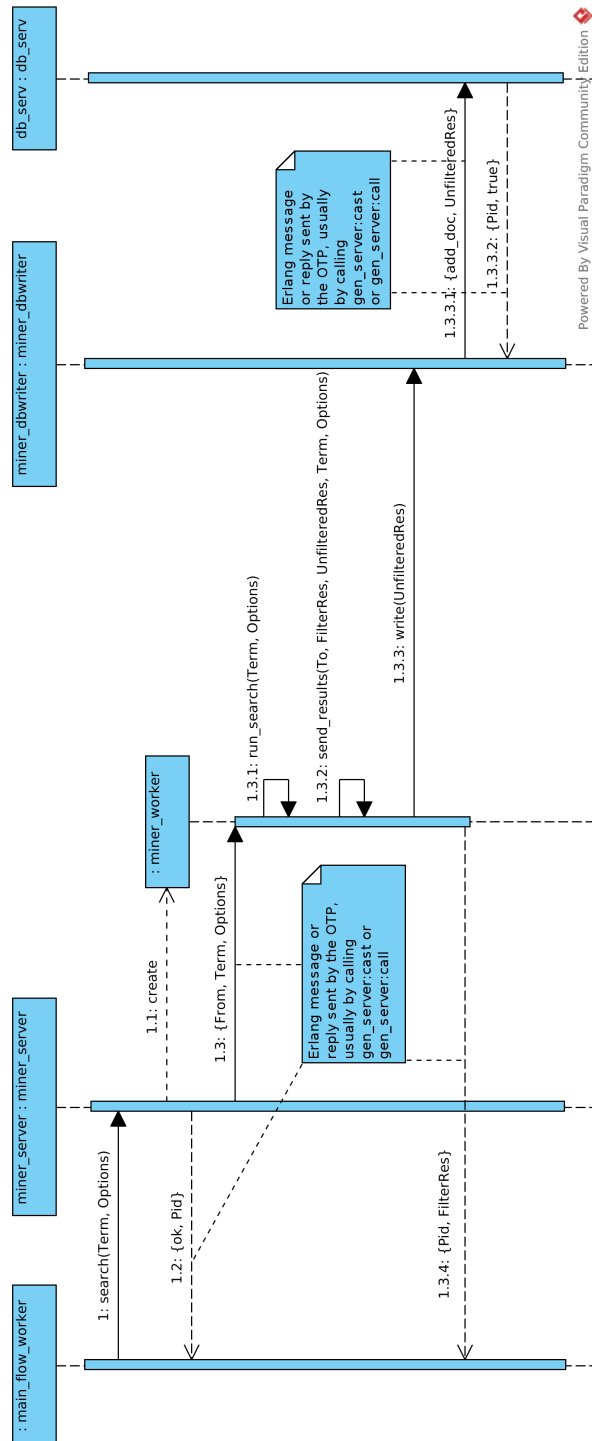 : main_flow_worker
miner_server : miner_server
: miner_worker
miner_dbwriter : miner_dbwriter
db_serv : db_serv
1: search(Term, Options)
1.1: create
1.2: {ok, Pid}
1.3: {From, Term, Options}
1.3.1: run_search(Term, Options)
Erlang message or
reply sent by the OTP,
usually by calling
gen_server:cast or
gen_server:call
1.3.2: send_results(To, FilterRes, UnfilteredRes, Term, Options)
1.3.3: write(UnfilteredRes)
Erlang message
or reply sent by
the OTP, usually
by calling
gen_server:cast
or gen_server:call
1.3.3.1: {add_doc, UnfilteredRes}
1.3.3.2: {Pid, true}
1.3.4: {Pid, FilterRes}
Powered By Visual Paradigm Community Edition